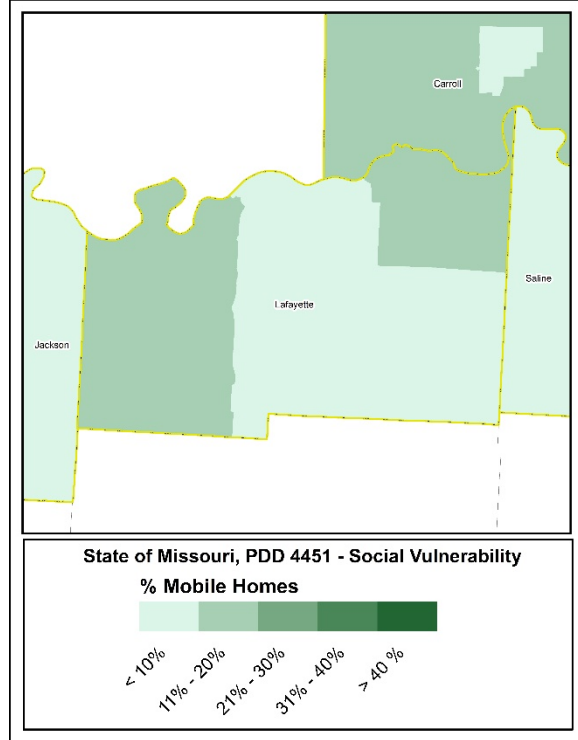 Carroll
Saline
Lafayette
Jackson
State of Missouri, PDD 4451 - Social Vulnerability
% Mobile Homes
< 10%
11% - 20%
21% - 30%
31% - 40%
> 40 %